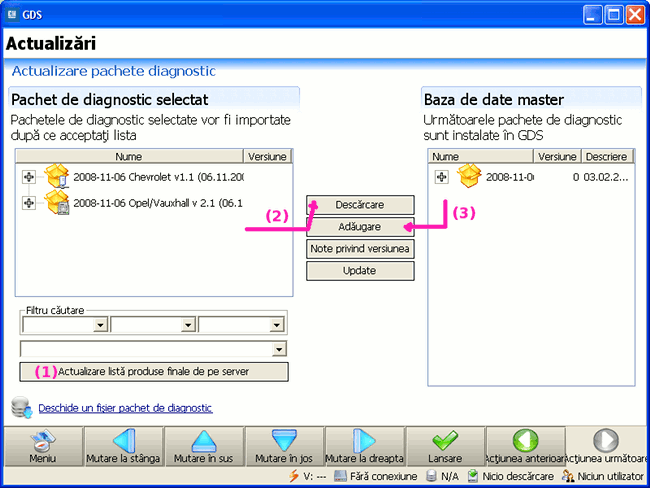 GDS
Actualizări
Actualizare pachete diagnostic
Pachet de diagnostic selectat
Pachetele de diagnostic selectate vor fi importate
după ce acceptaţi lista
Nume Versiune
2008-11-06 Chevrolet v1.1 (06.11.200
2008-11-06 Opel/Vauxhall v 2.1 (06.1
Filtru căutare
(1) Actualizare listă produse finale de pe server
Deschide un fişier pachet de diagnostic.
(2)
Descărcare
Adăugare
Note privind versiunea
Update
(3)
Baza de date master
Următoarele pachete de diagnostic
sunt instalate în GDS
Nume Versiune Descriere
2008-11-0 0 03.02.2...
Meniu Mutare la stânga Mutare în sus Mutare în jos Mutare la dreapta Lansare Acţiunea anterioar Acţiunea următoare
V: --- Fără conexiune N/A Nicio descărcare Niciun utilizator